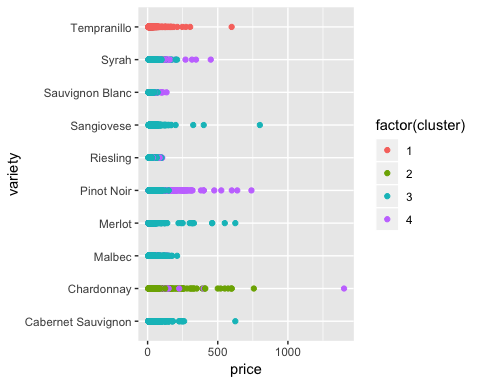 Tempranillo
Syrah
Sauvignon Blanc
Sangiovese
Riesling
Pinot Noir
Merlot
Malbec
Chardonnay
Cabernet Sauvignon
variety
0
500
1000
price
factor(cluster)
1
2
3
4